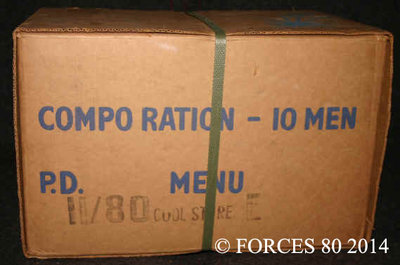 COMPO RATION - 10 MEN
P.D. MENU
11/80 COOL STORE E
© FORCES 80 2014